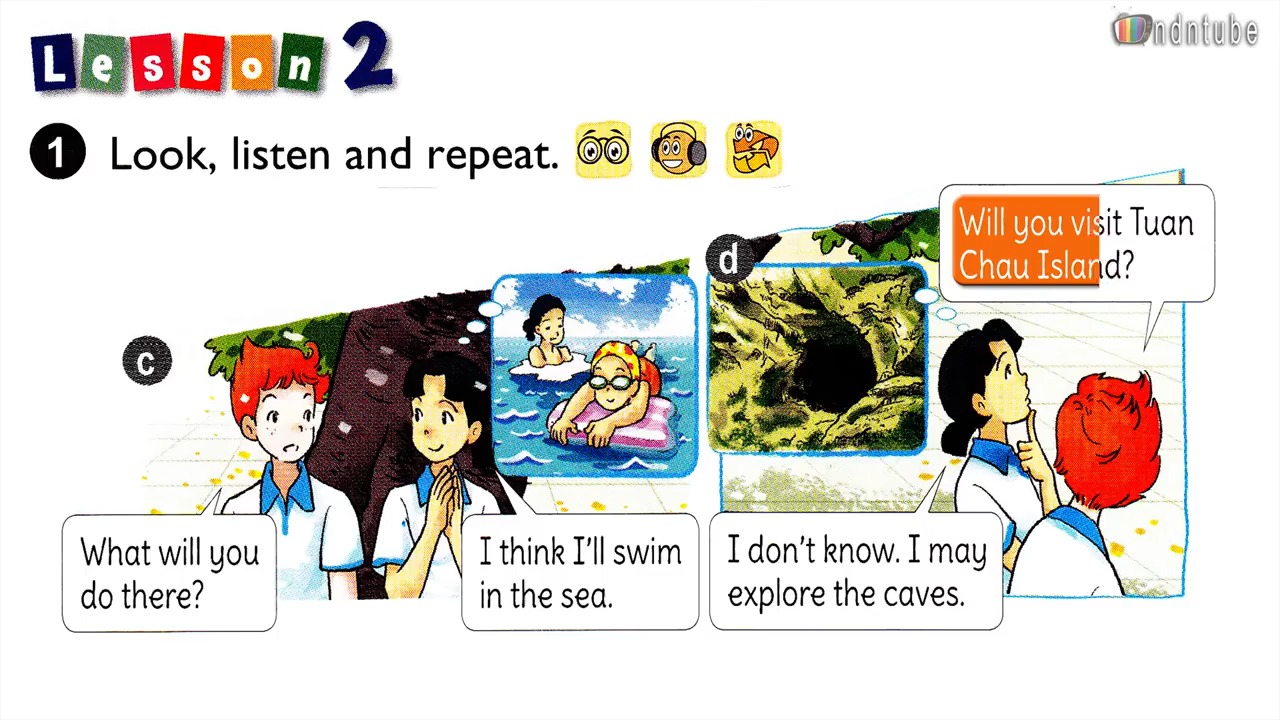 Lesson 2
ndntube
1 Look, listen and repeat.
c
What will you
do there?
I think I'll swim
in the sea.
d
Will you visit Tuan
Chau Island?
I don't know. I may
explore the caves.